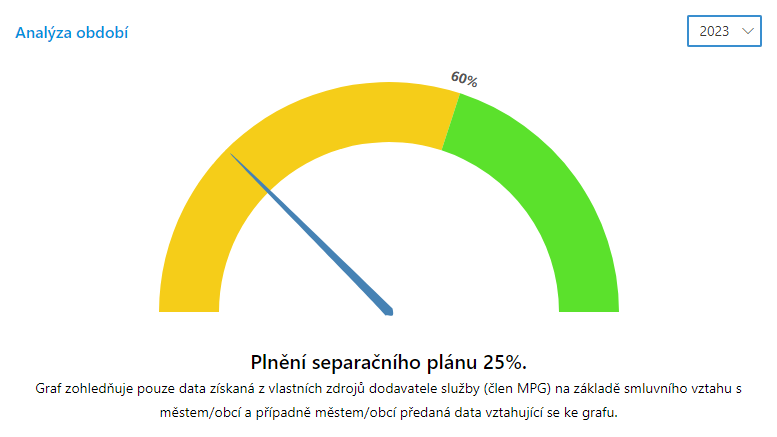 Analýza období
2023
60%
Plnění separačního plánu 25%.
Graf zohledňuje pouze data získaná z vlastních zdrojů dodavatele služby (člen MPG) na základě smluvního vztahu s
městem/obcí a případně městem/obcí předaná data vztahující se ke grafu.